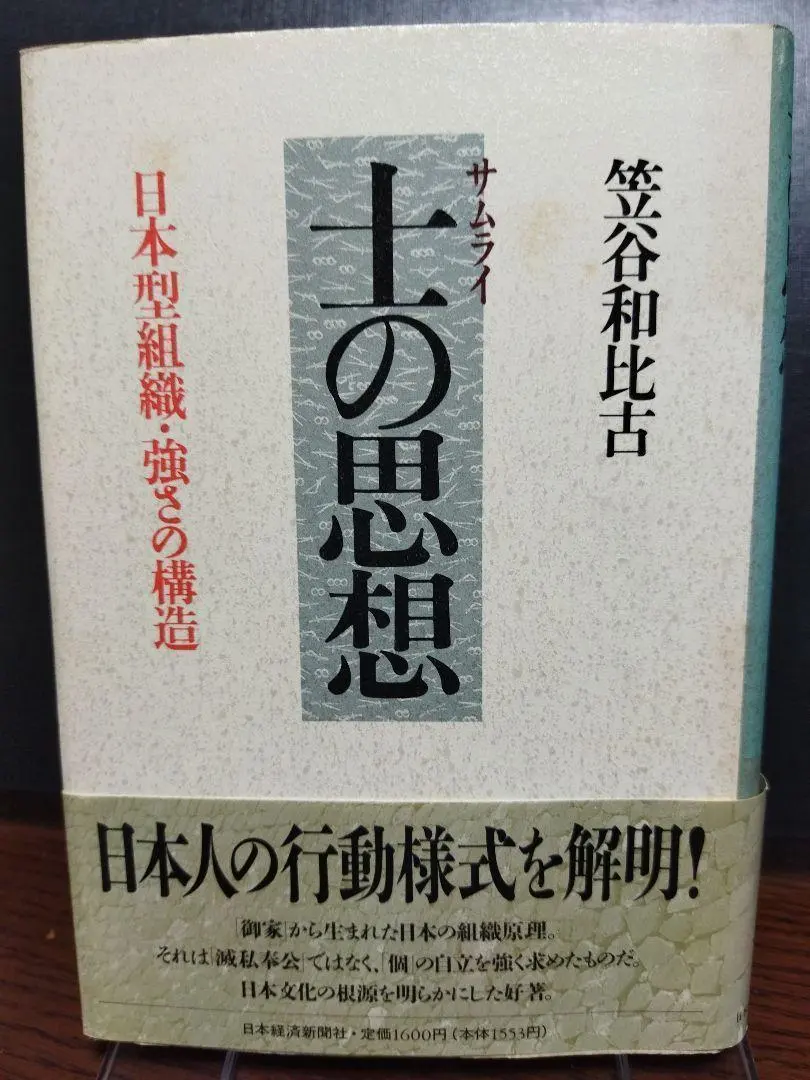 笠谷和比古
サムライ
士の思想
日本型組織・強さの構造
日本人の行動様式を解明!
「御家」から生まれた日本の組織原理。
それは「滅私奉公」ではなく、「個」の自立を強く求めたものだ。
日本文化の根源を明らかにした好著。
日本経済新聞社・定価1600円(本体1553円)